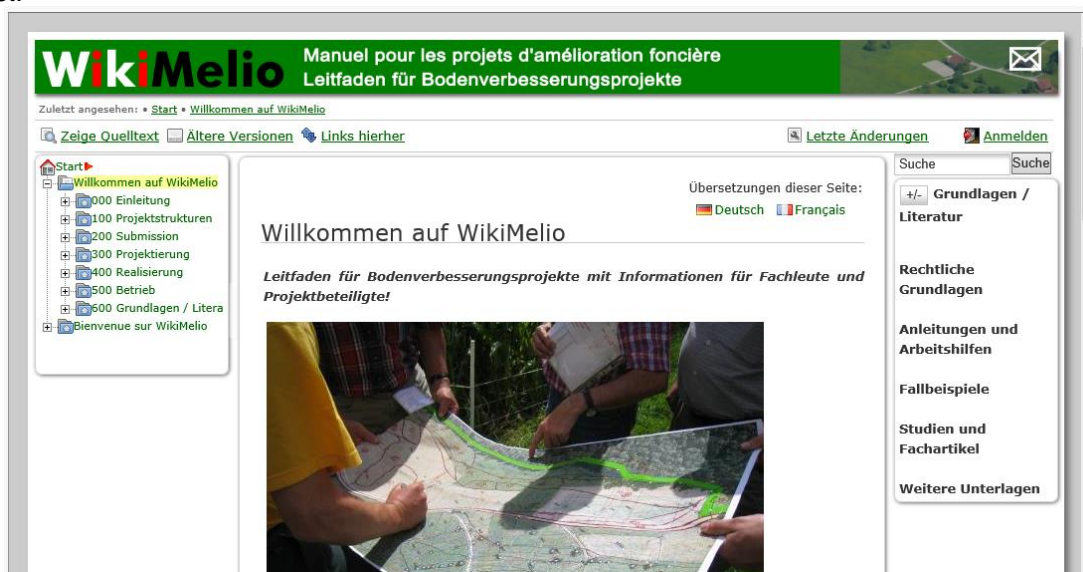 WikiMelio
Manuel pour les projets d'amélioration foncière
Leitfaden für Bodenverbesserungsprojekte
Zuletzt angesehen: • Start • Willkommen auf WikiMelio
Zeige Quelltext Ältere Versionen Links hierher
Letzte Änderungen Anmelden
Start
Willkommen auf WikiMelio
000 Einleitung
100 Projektstrukturen
200 Submission
300 Projektierung
400 Realisierung
500 Betrieb
600 Grundlagen / Litera
Bienvenue sur WikiMelio
Übersetzungen dieser Seite:
Deutsch Français
Willkommen auf WikiMelio
Leitfaden für Bodenverbesserungsprojekte mit Informationen für Fachleute und
Projektbeteiligte!
Suche Suche
+/- Grundlagen /
Literatur
Rechtliche
Grundlagen
Anleitungen und
Arbeitshilfen
Fallbeispiele
Studien und
Fachartikel
Weitere Unterlagen